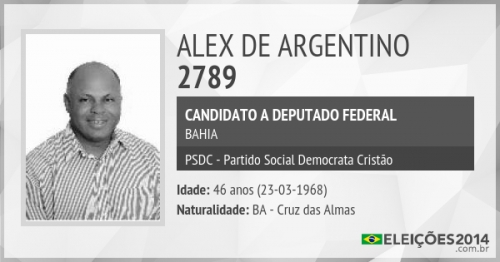 ALEX DE ARGENTINO
2789
CANDIDATO A DEPUTADO FEDERAL
BAHIA
PSDC - Partido Social Democrata Cristão
Idade: 46 anos (23-03-1968)
Naturalidade: BA - Cruz das Almas
ELEIÇÕES2014
.com.br